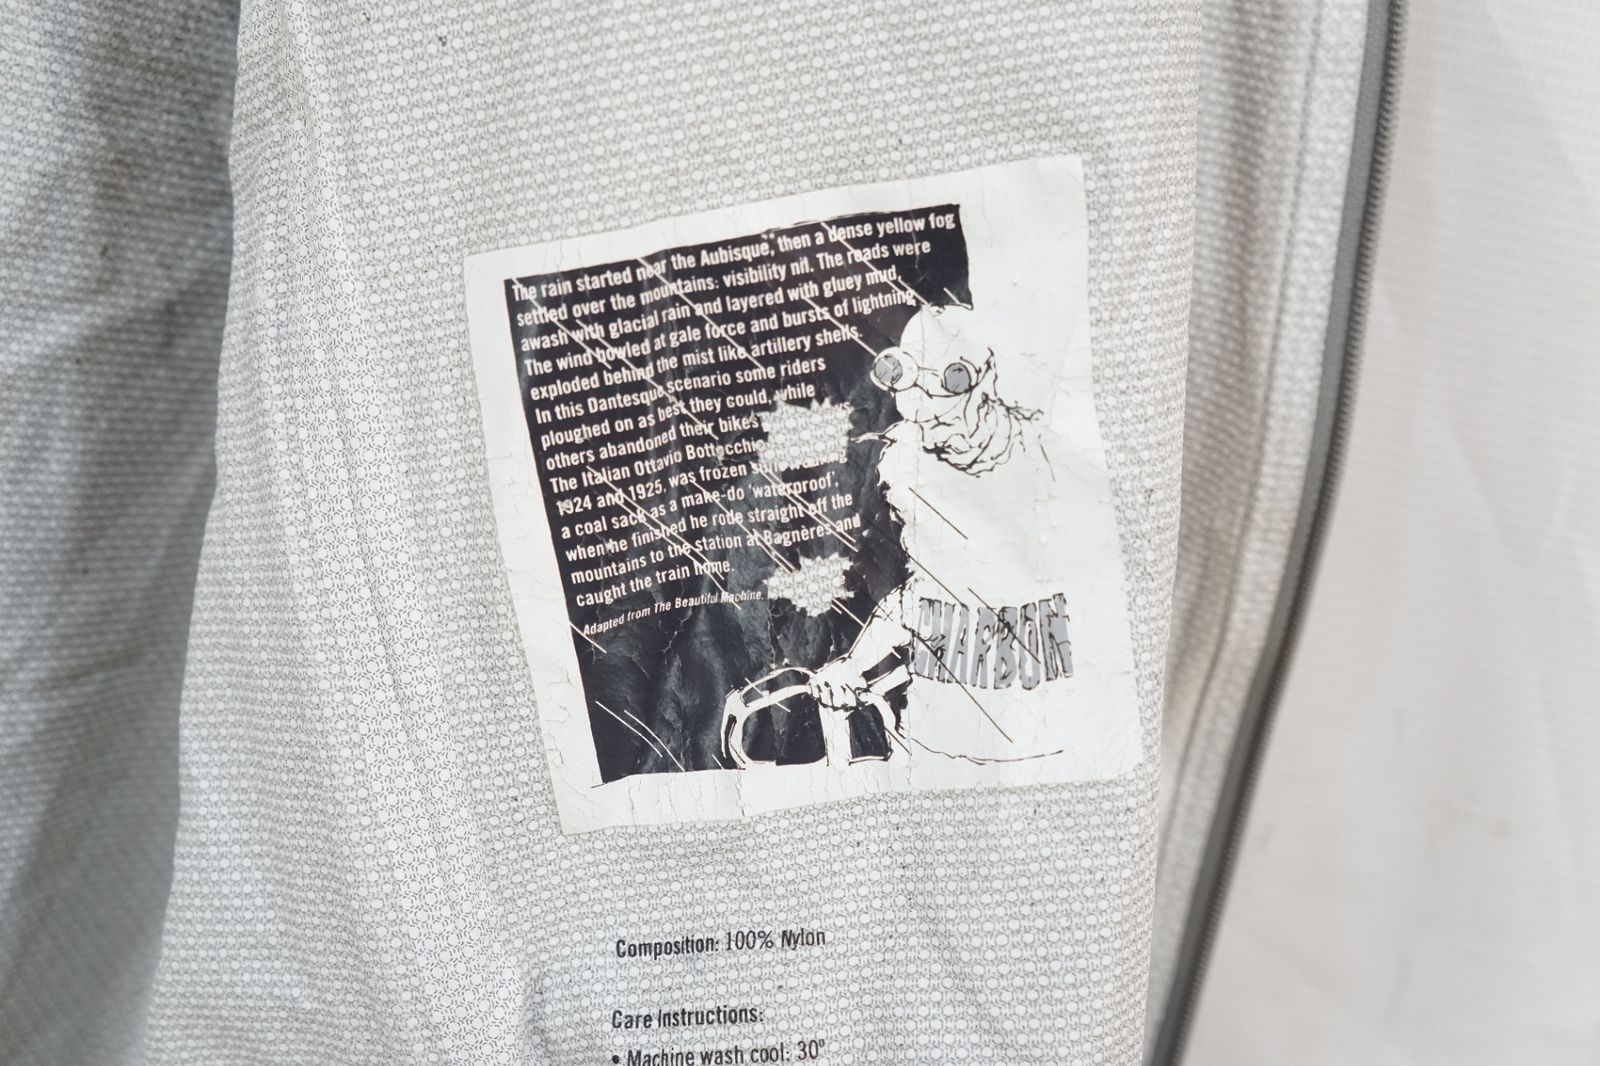 The rain started near the Aubisque, then a dense yellow fog
settled over the mountains: visibility nil. The roads were
awash with glacial rain and layered with gluey mud.
The wind howled at gale force and bursts of lightning
exploded behind the mist like artillery shells.
In this Dantesque scenario some riders
ploughed on as best they could, while
others abandoned their bikes
The Italian Ottavio Bottecchia
1924 and 1925, was frozen
a coal sack as a make-do 'waterproof',
when he finished he rode straight off the
mountains to the station at Bagnères and
caught the train home.
Adapted from The Beautiful Machine.
CHARBON
Composition: 100% Nylon
Care Instructions:
• Machine wash cool: 30º